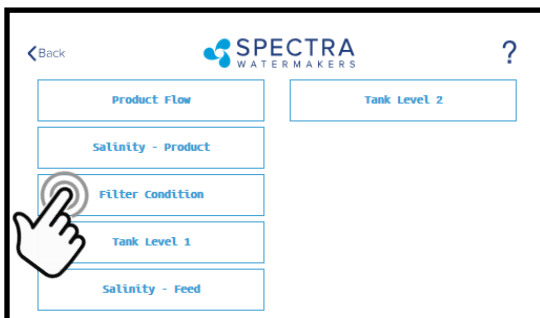 Back
SPECTRA
WATERMAKERS
?
Product Flow
Salinity - Product
Filter Condition
Tank Level 1
Salinity - Feed
Tank Level 2